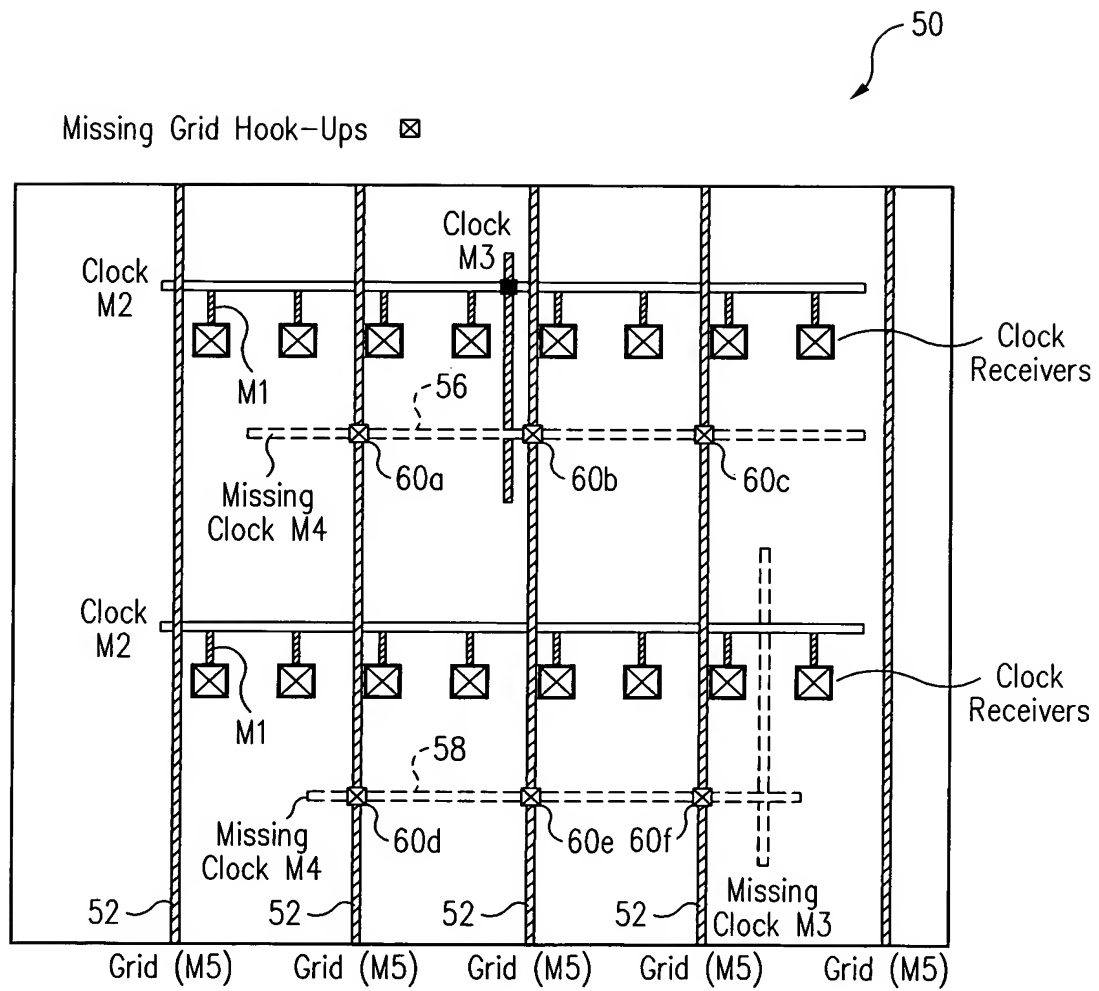 50
Missing Grid Hook-Ups
Clock
M3
Clock
M2
Clock
Receivers
M1
56
60a
60b
60c
Missing
Clock M4
Clock
M2
Clock
Receivers
M1
58
60d
60e
60f
Missing
Clock M4
Missing
Clock M3
52
52
52
52
Grid (M5)
Grid (M5)
Grid (M5)
Grid (M5)
Grid (M5)